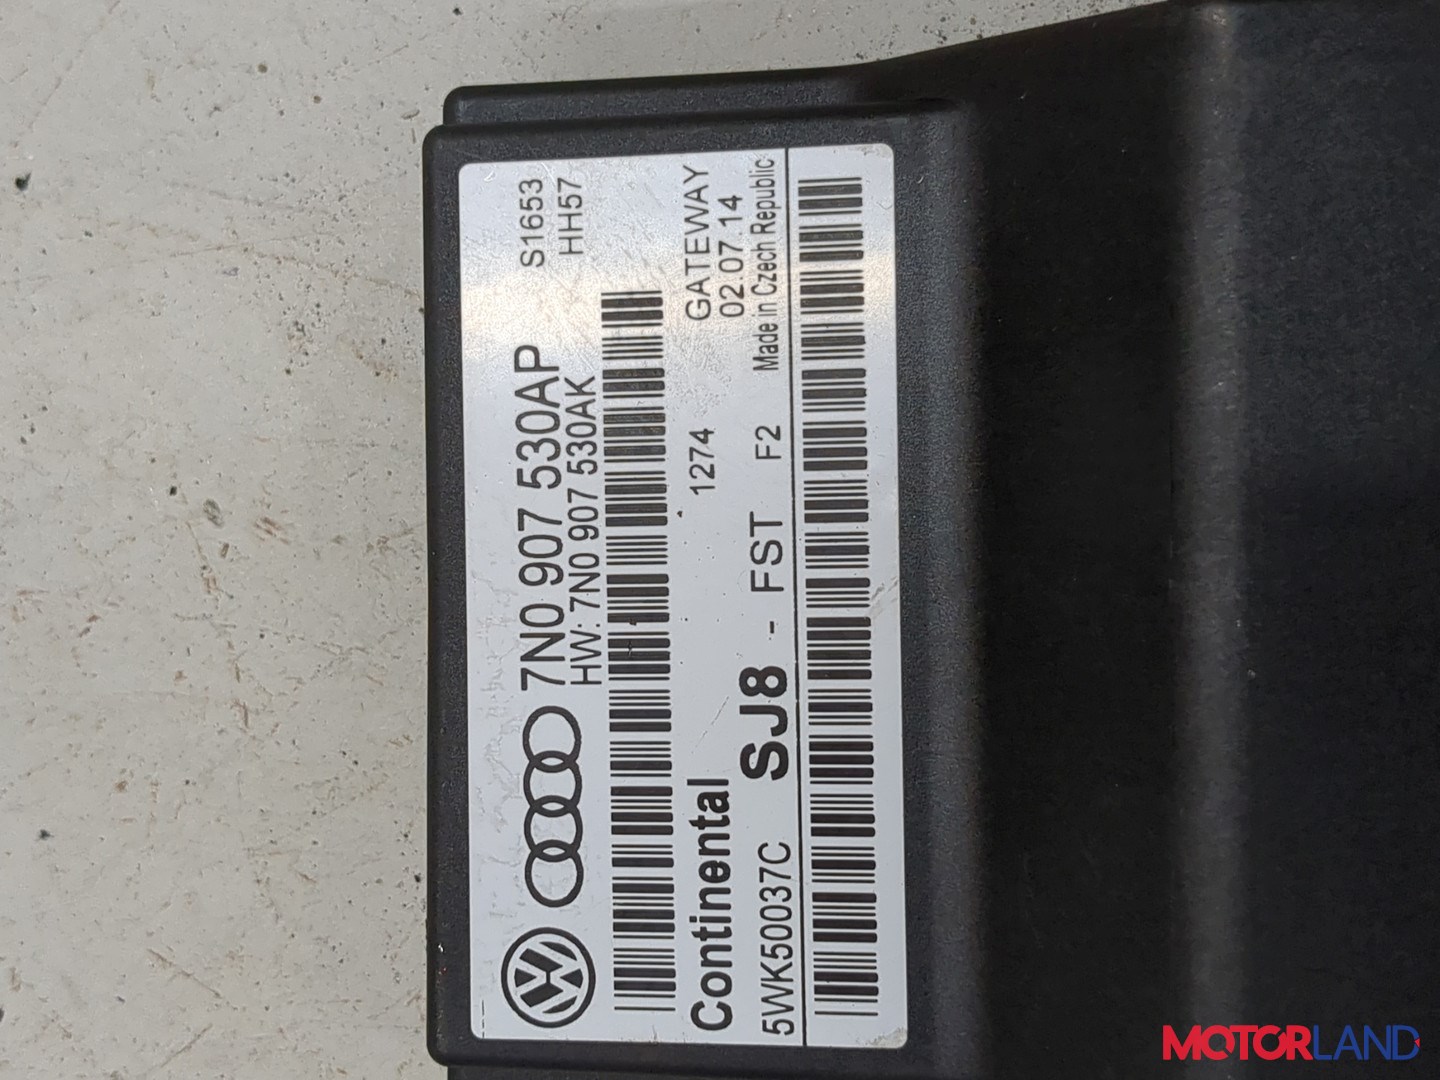 7N0 907 530AP
S1653
HW: 7N0 907 530AK
HH57
Continental
1274
GATEWAY
5WK50037C
SJ8 - FST
F2
02.07.14
Made in Czech Republic
MOTORLAND